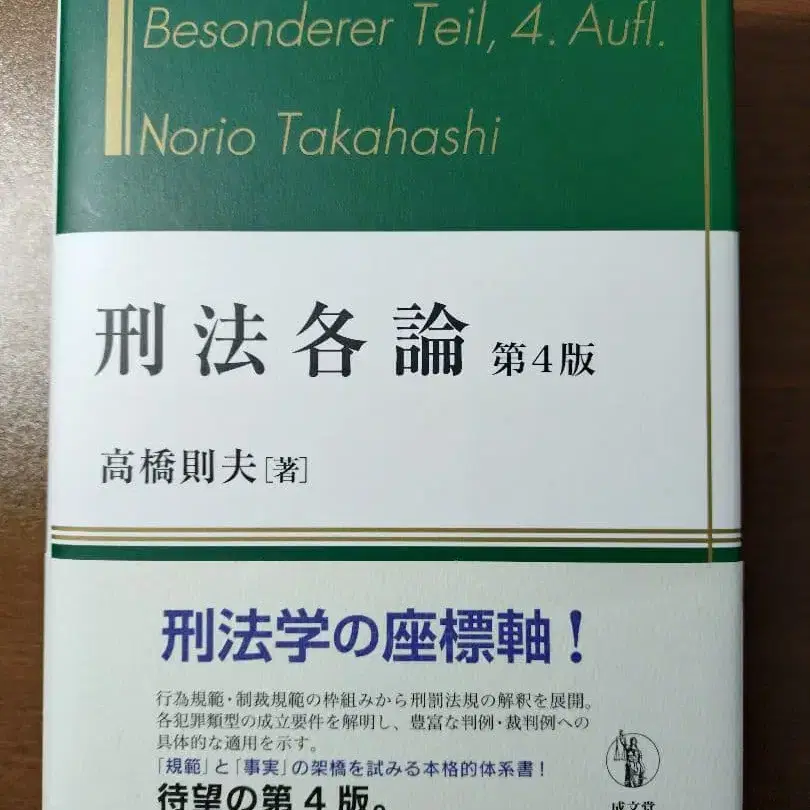 Besonderer Teil, 4. Aufl.
Norio Takahashi
刑法各論 第4版
高橋則夫[著]
刑法学の座標軸!
行為規範・制裁規範の枠組みから刑罰法規の解釈を展開。
各犯罪類型の成立要件を解明し、豊富な判例・裁判例への
具体的な適用を示す。
「規範」と「事実」の架橋を試みる本格的体系書!
待望の第4版。
成文堂